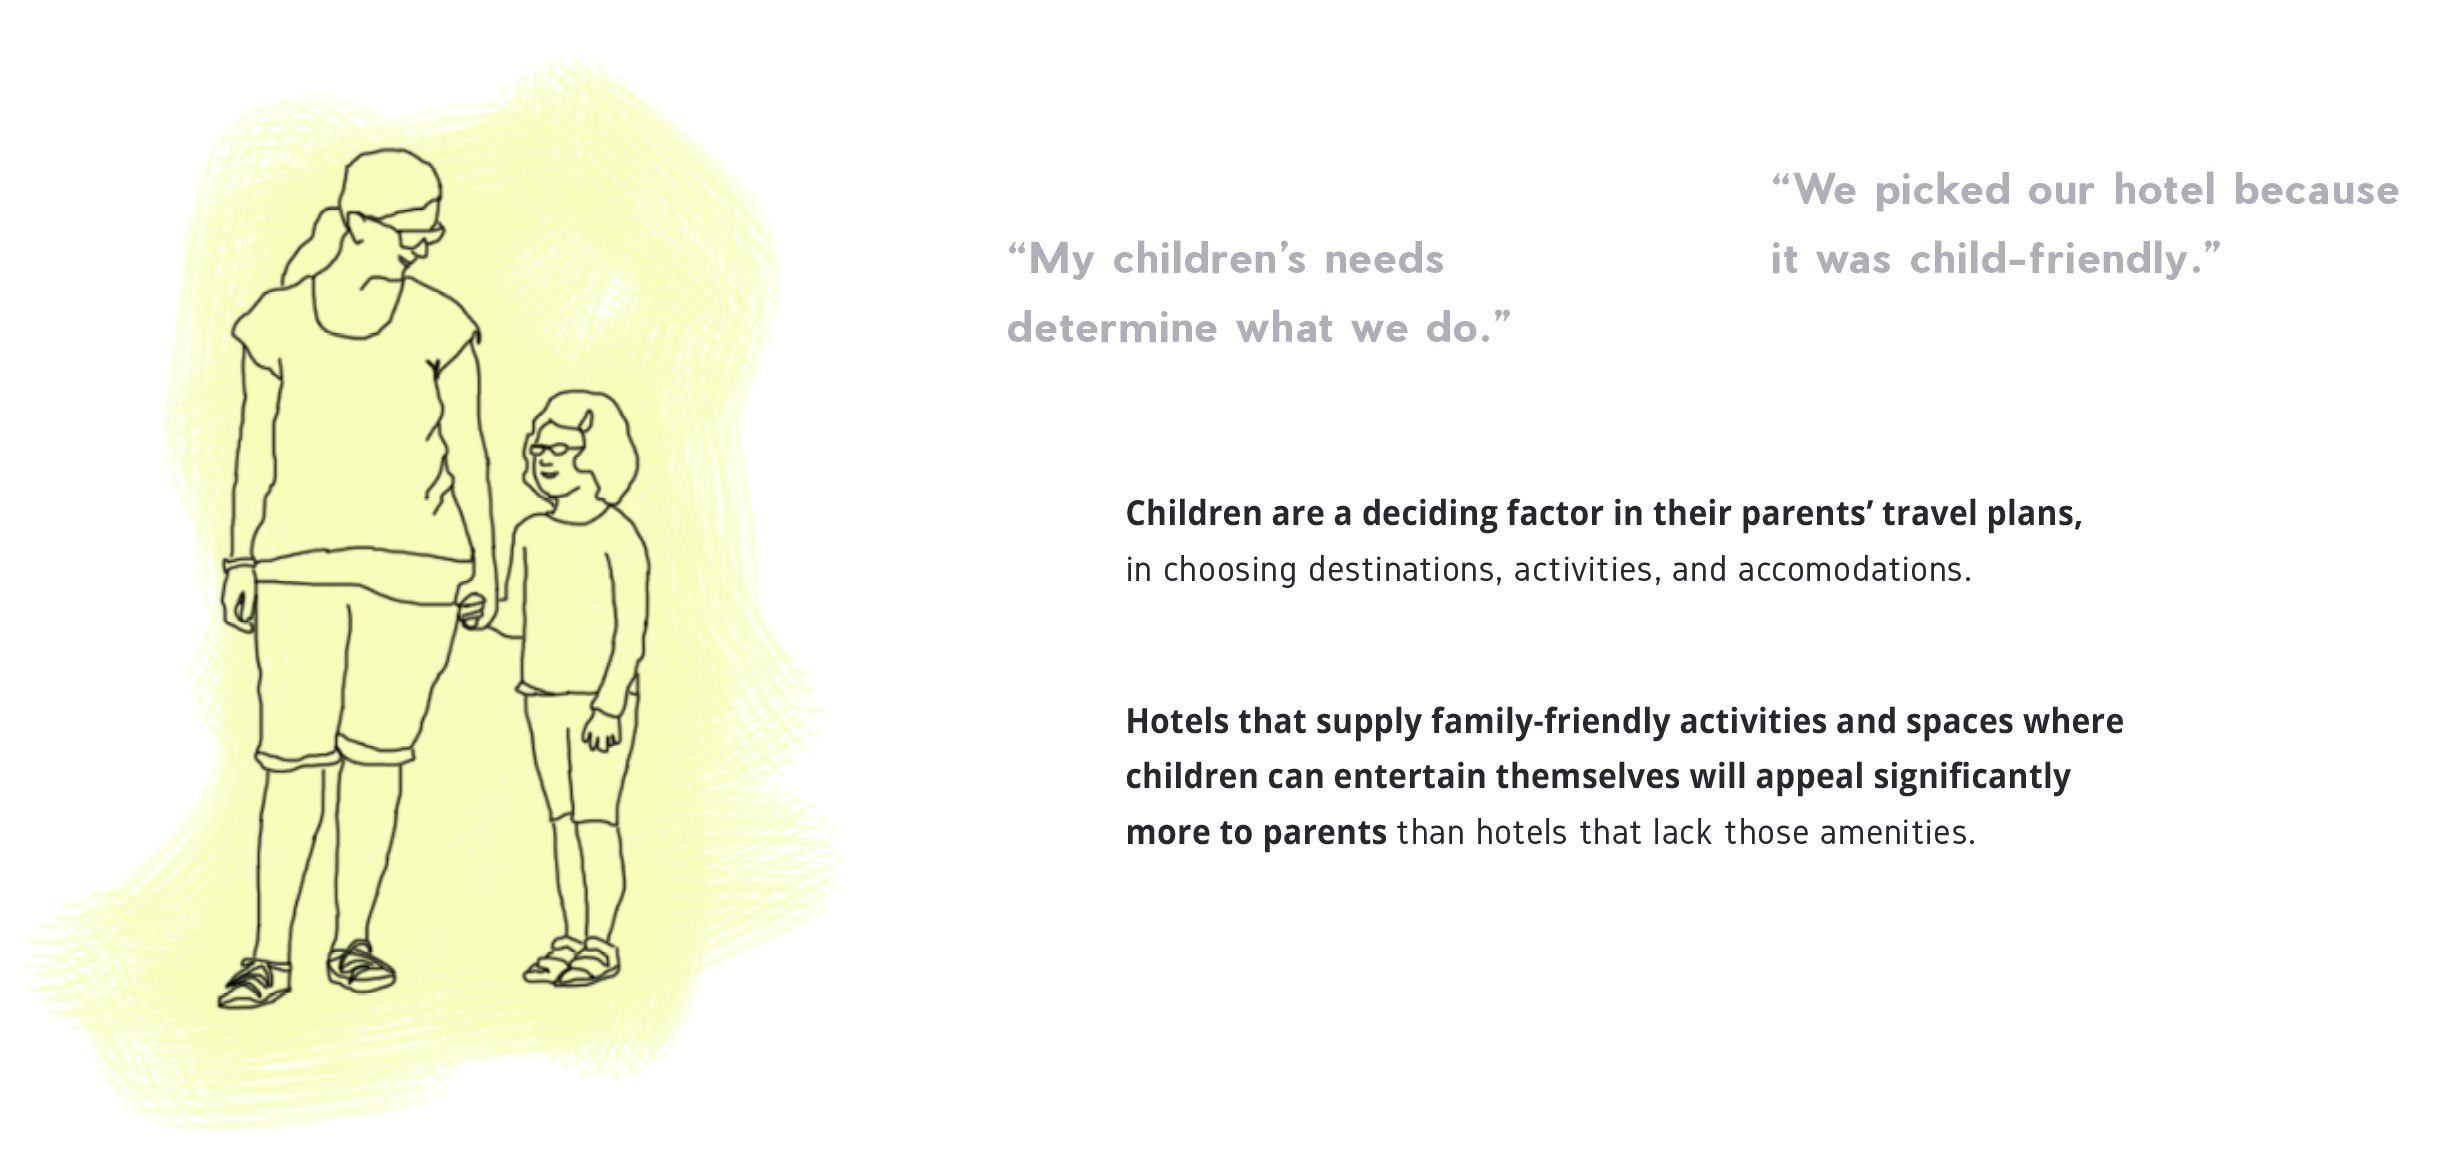 “My children’s needs
determine what we do.”
“We picked our hotel because
it was child-friendly.”
Children are a deciding factor in their parents’ travel plans,
in choosing destinations, activities, and accomodations.
Hotels that supply family-friendly activities and spaces where
children can entertain themselves will appeal significantly
more to parents than hotels that lack those amenities.